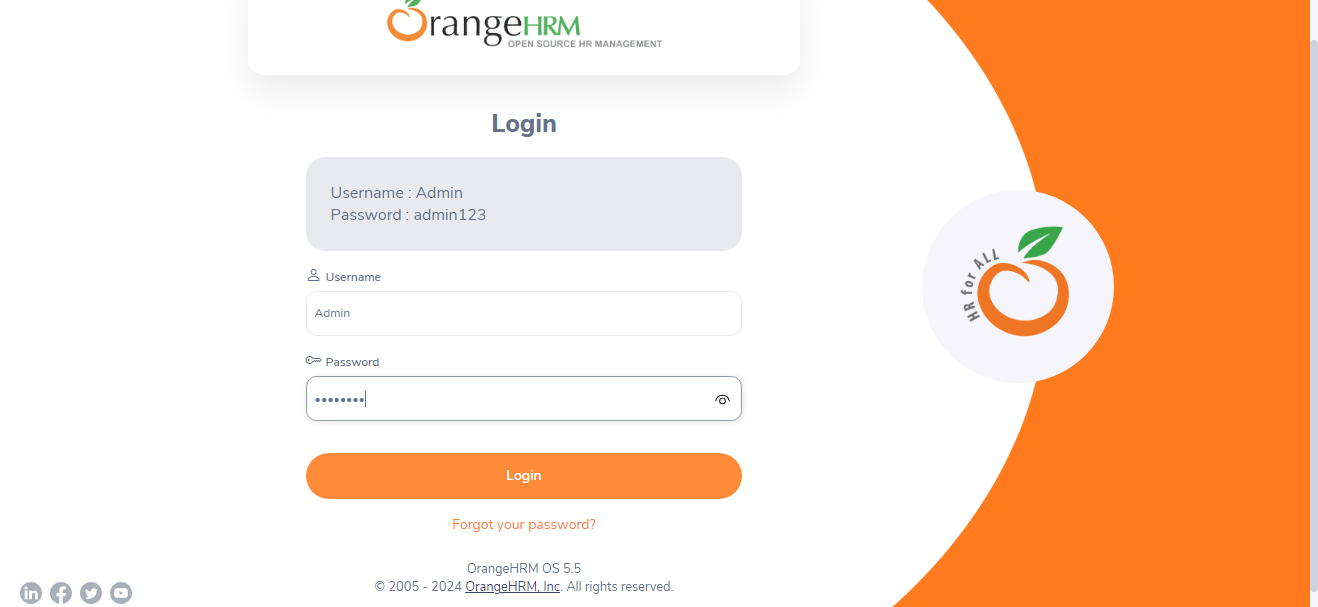 OrangeHRM
OPEN SOURCE HR MANAGEMENT
Login
Username : Admin
Password : admin123
Username
Admin
Password
••••••••
Login
Forgot your password?
OrangeHRM OS 5.5
© 2005 - 2024 OrangeHRM, Inc. All rights reserved.
HR for ALL